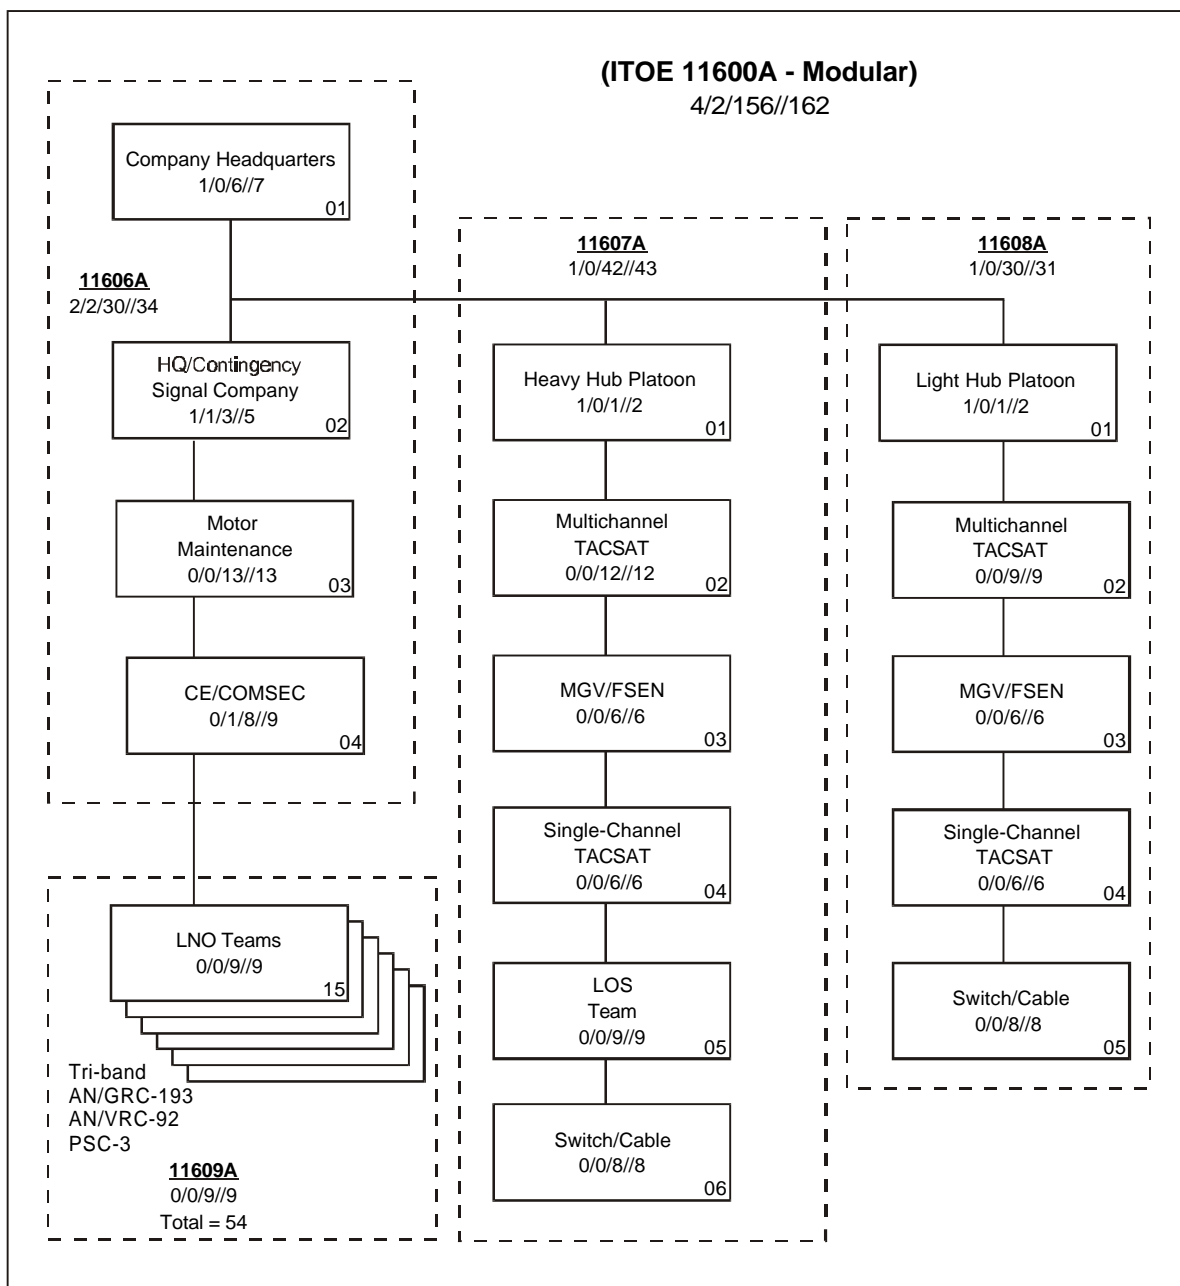 (ITOE 11600A - Modular)
4/2/156//162
Company Headquarters
1/0/6//7
01
11606A
2/2/30//34
HQ/Contingency
Signal Company
1/1/3//5
02
Motor
Maintenance
0/0/13//13
03
CE/COMSEC
0/1/8//9
04
LNO Teams
0/0/9//9
15
Tri-band
AN/GRC-193
AN/VRC-92
PSC-3
11609A
0/0/9//9
Total = 54
11607A
1/0/42//43
Heavy Hub Platoon
1/0/1//2
01
Multichannel
TACSAT
0/0/12//12
02
MGV/FSEN
0/0/6//6
03
Single-Channel
TACSAT
0/0/6//6
04
LOS
Team
0/0/9//9
05
Switch/Cable
0/0/8//8
06
11608A
1/0/30//31
Light Hub Platoon
1/0/1//2
01
Multichannel
TACSAT
0/0/9//9
02
MGV/FSEN
0/0/6//6
03
Single-Channel
TACSAT
0/0/6//6
04
Switch/Cable
0/0/8//8
05